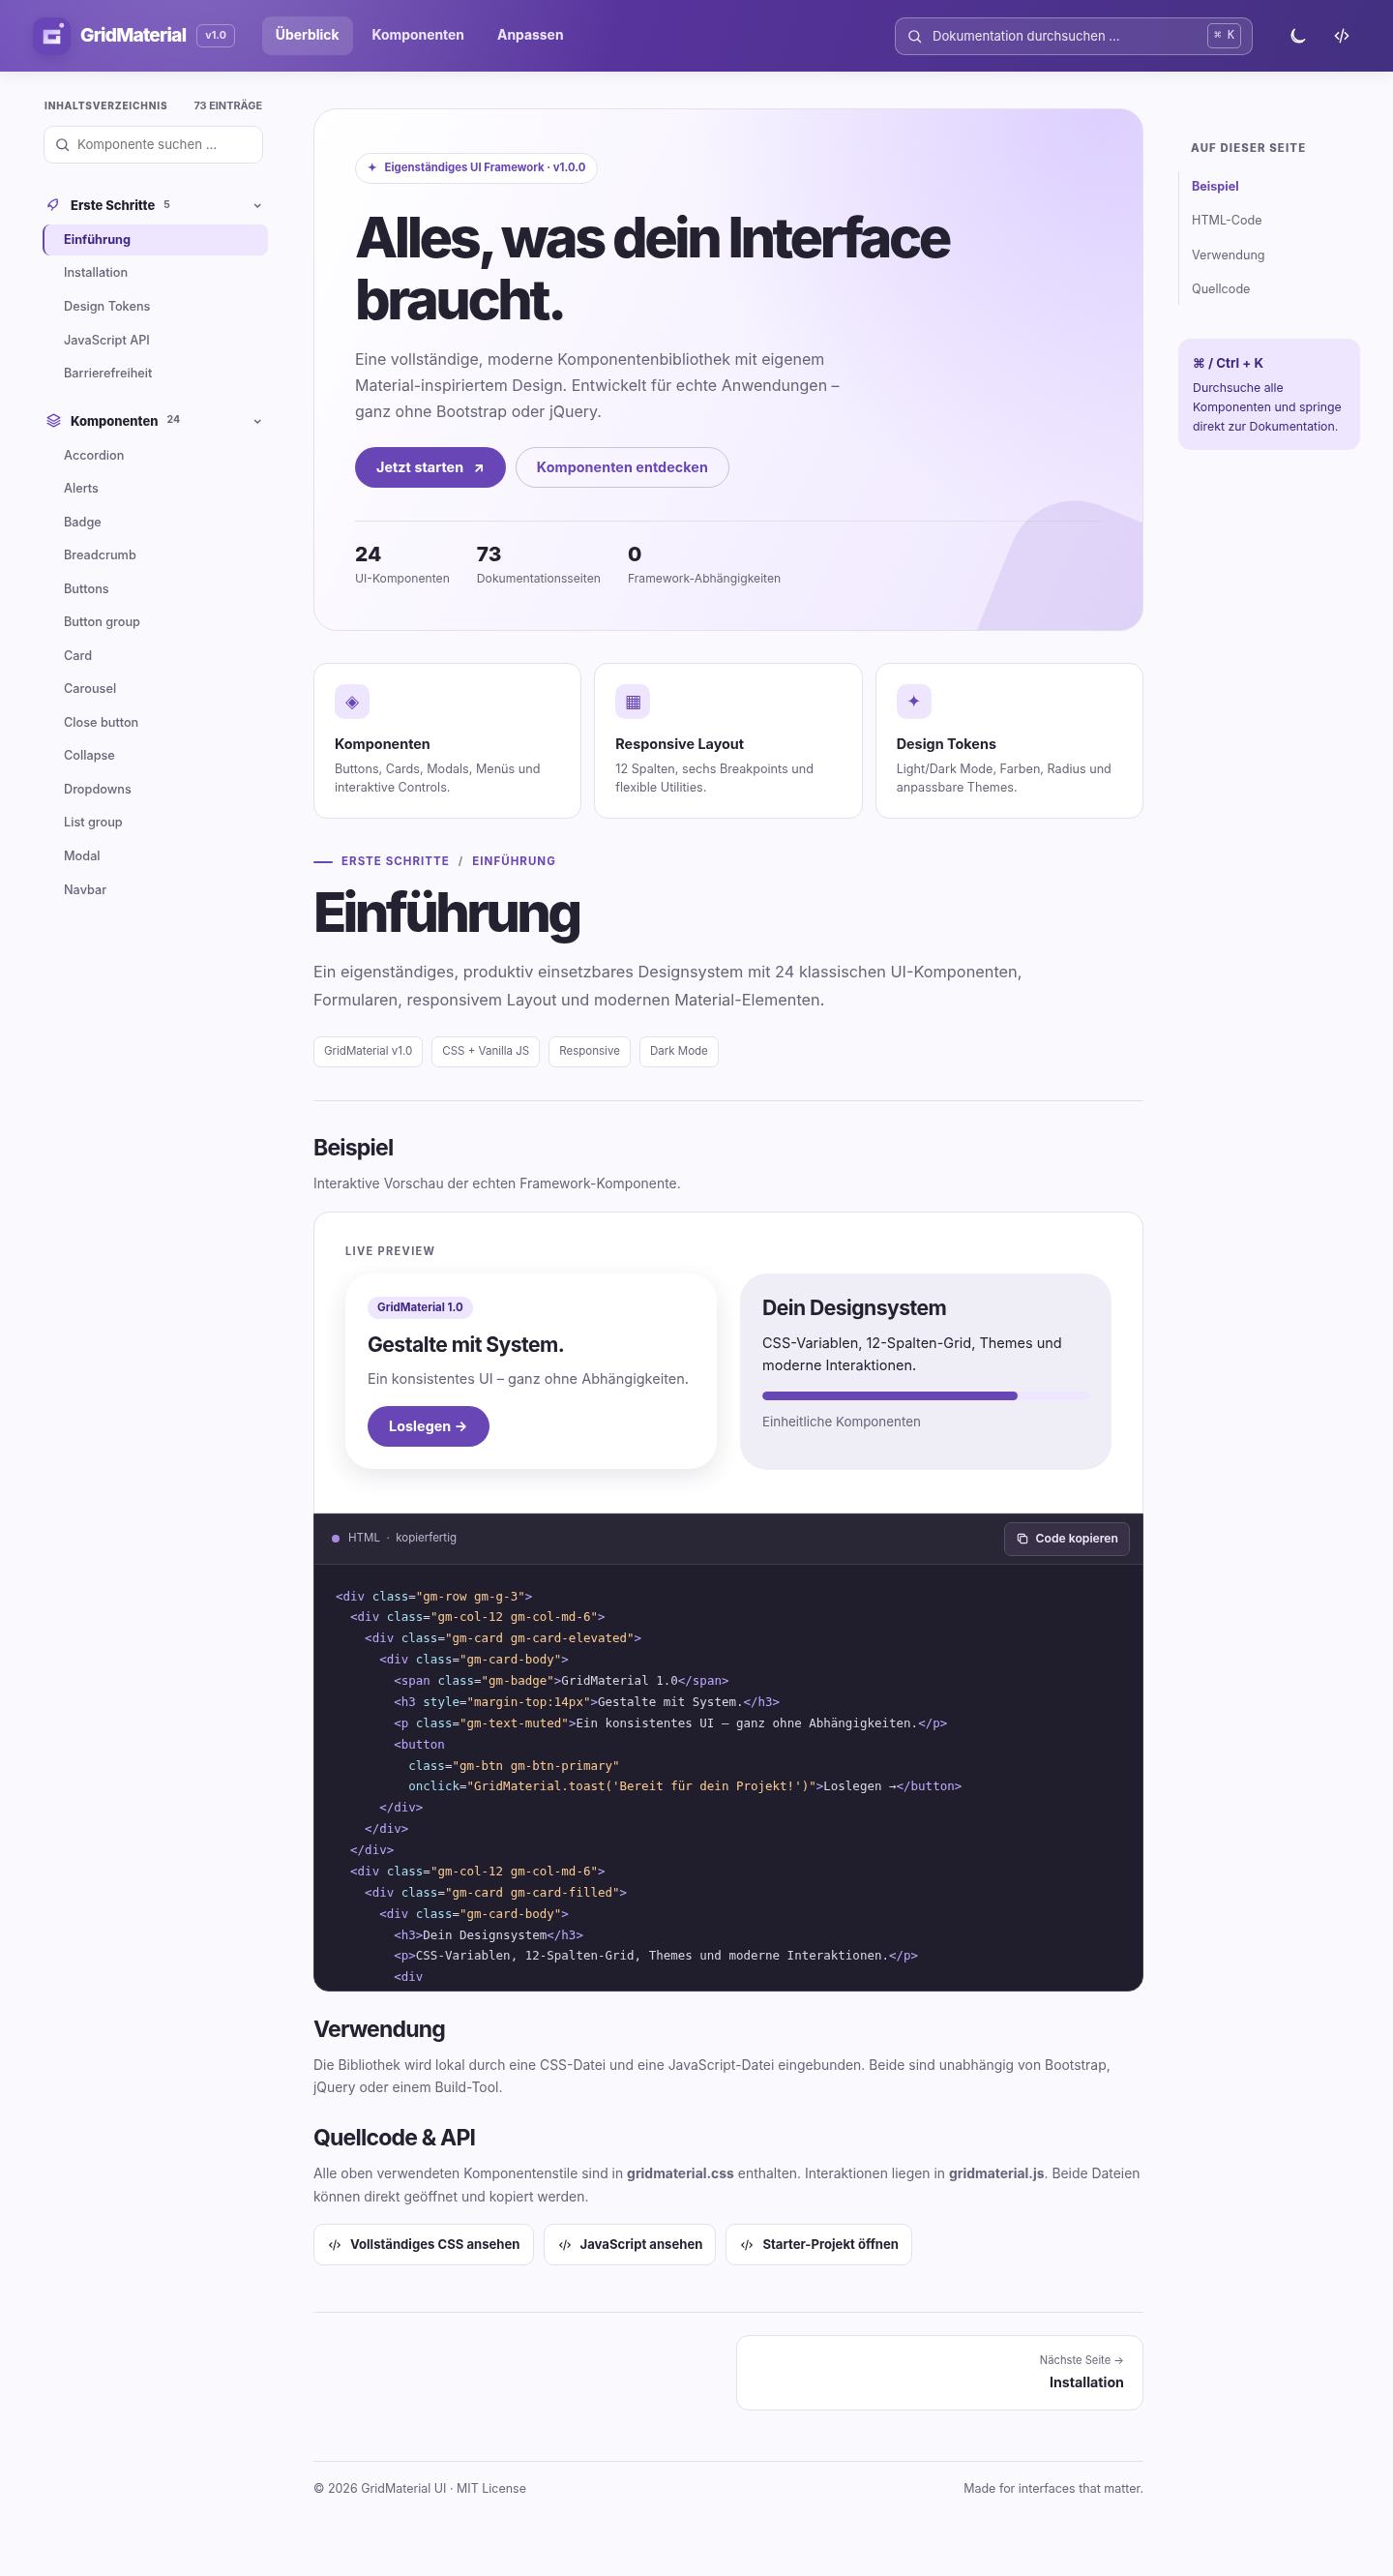 GridMaterial v1.0 Überblick Komponenten Anpassen Dokumentation durchsuchen ... ⌘ K
INHALTSVERZEICHNIS 73 EINTRÄGE
Komponente suchen ...
Erste Schritte 5
Einführung
Installation
Design Tokens
JavaScript API
Barrierefreiheit
Komponenten 24
Accordion
Alerts
Badge
Breadcrumb
Buttons
Button group
Card
Carousel
Close button
Collapse
Dropdowns
List group
Modal
Navbar
✦ Eigenständiges UI Framework · v1.0.0
Alles, was dein Interface
braucht.
Eine vollständige, moderne Komponentenbibliothek mit eigenem
Material-inspiriertem Design. Entwickelt für echte Anwendungen –
ganz ohne Bootstrap oder jQuery.
Jetzt starten Komponenten entdecken
24
UI-Komponenten
73
Dokumentationsseiten
0
Framework-Abhängigkeiten
Komponenten
Buttons, Cards, Modals, Menüs und
interaktive Controls.
Responsive Layout
12 Spalten, sechs Breakpoints und
flexible Utilities.
Design Tokens
Light/Dark Mode, Farben, Radius und
anpassbare Themes.
ERSTE SCHRITTE / EINFÜHRUNG
Einführung
Ein eigenständiges, produktiv einsetzbares Designsystem mit 24 klassischen UI-Komponenten,
Formularen, responsivem Layout und modernen Material-Elementen.
GridMaterial v1.0 CSS + Vanilla JS Responsive Dark Mode
Beispiel
Interaktive Vorschau der echten Framework-Komponente.
LIVE PREVIEW
GridMaterial 1.0
Gestalte mit System.
Ein konsistentes UI – ganz ohne Abhängigkeiten.
Loslegen →
Dein Designsystem
CSS-Variablen, 12-Spalten-Grid, Themes und
moderne Interaktionen.
Einheitliche Komponenten
HTML · kopierfertig Code kopieren
<div class="gm-row gm-g-3">
  <div class="gm-col-12 gm-col-md-6">
    <div class="gm-card gm-card-elevated">
      <div class="gm-card-body">
        <span class="gm-badge">GridMaterial 1.0</span>
        <h3 style="margin-top:14px">Gestalte mit System.</h3>
        <p class="gm-text-muted">Ein konsistentes UI – ganz ohne Abhängigkeiten.</p>
        <button
          class="gm-btn gm-btn-primary"
          onclick="GridMaterial.toast('Bereit für dein Projekt!')">Loslegen →</button>
      </div>
    </div>
  </div>
  <div class="gm-col-12 gm-col-md-6">
    <div class="gm-card gm-card-filled">
      <div class="gm-card-body">
        <h3>Dein Designsystem</h3>
        <p>CSS-Variablen, 12-Spalten-Grid, Themes und moderne Interaktionen.</p>
        <div
Verwendung
Die Bibliothek wird lokal durch eine CSS-Datei und eine JavaScript-Datei eingebunden. Beide sind unabhängig von Bootstrap,
jQuery oder einem Build-Tool.
Quellcode & API
Alle oben verwendeten Komponentenstile sind in gridmaterial.css enthalten. Interaktionen liegen in gridmaterial.js. Beide Dateien
können direkt geöffnet und kopiert werden.
Vollständiges CSS ansehen JavaScript ansehen Starter-Projekt öffnen
Nächste Seite →
Installation
© 2026 GridMaterial UI · MIT License Made for interfaces that matter.
AUF DIESER SEITE
Beispiel
HTML-Code
Verwendung
Quellcode
⌘ / Ctrl + K
Durchsuche alle
Komponenten und springe
direkt zur Dokumentation.